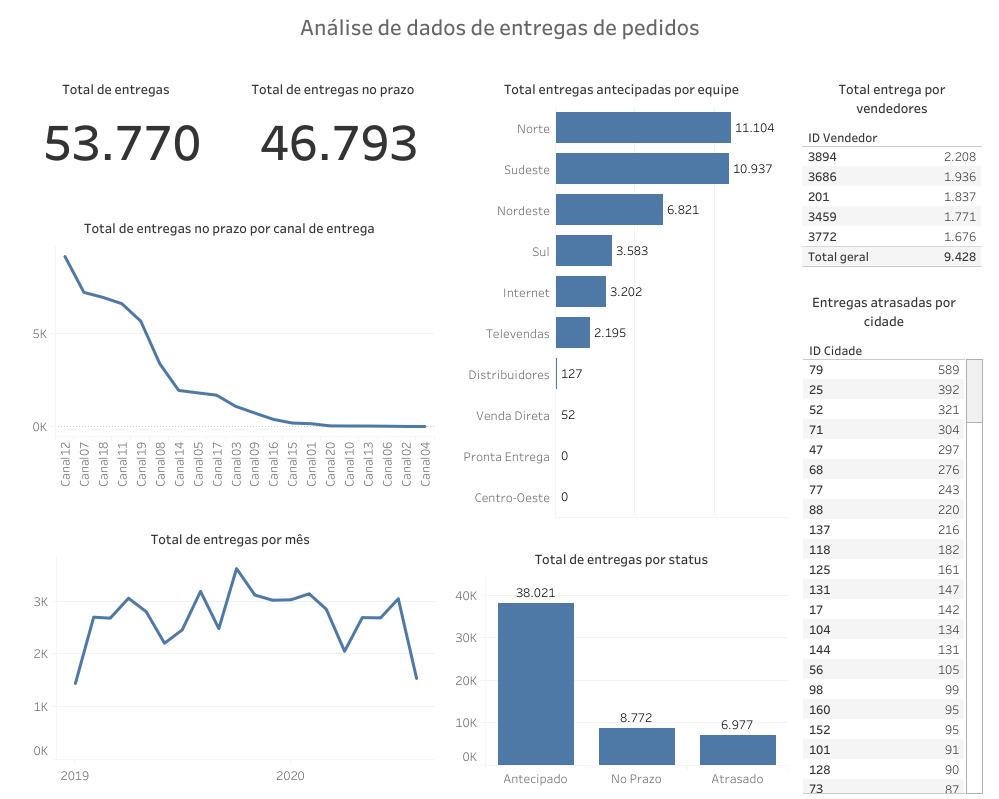 Análise de dados de entregas de pedidos
Total de entregas
53.770
Total de entregas no prazo
46.793
Total de entregas no prazo por canal de entrega
5K
0K
Canal12
Canal07
Canal18
Canal11
Canal19
Canal08
Canal14
Canal05
Canal17
Canal03
Canal09
Canal16
Canal15
Canal01
Canal20
Canal10
Canal13
Canal06
Canal02
Canal04
Total de entregas por mês
3K
2K
1K
0K
2019
2020
Total entregas antecipadas por equipe
Norte 11.104
Sudeste 10.937
Nordeste 6.821
Sul 3.583
Internet 3.202
Televendas 2.195
Distribuidores 127
Venda Direta 52
Pronta Entrega 0
Centro-Oeste 0
Total de entregas por status
40K
30K
20K
10K
0K
38.021
8.772
6.977
Antecipado
No Prazo
Atrasado
Total entrega por
vendedores
ID Vendedor
3894 2.208
3686 1.936
201 1.837
3459 1.771
3772 1.676
Total geral 9.428
Entregas atrasadas por
cidade
ID Cidade
79 589
25 392
52 321
71 304
47 297
68 276
77 243
88 220
137 216
118 182
125 161
131 147
17 142
104 134
144 131
56 105
98 99
160 95
152 95
101 91
128 90
73 87